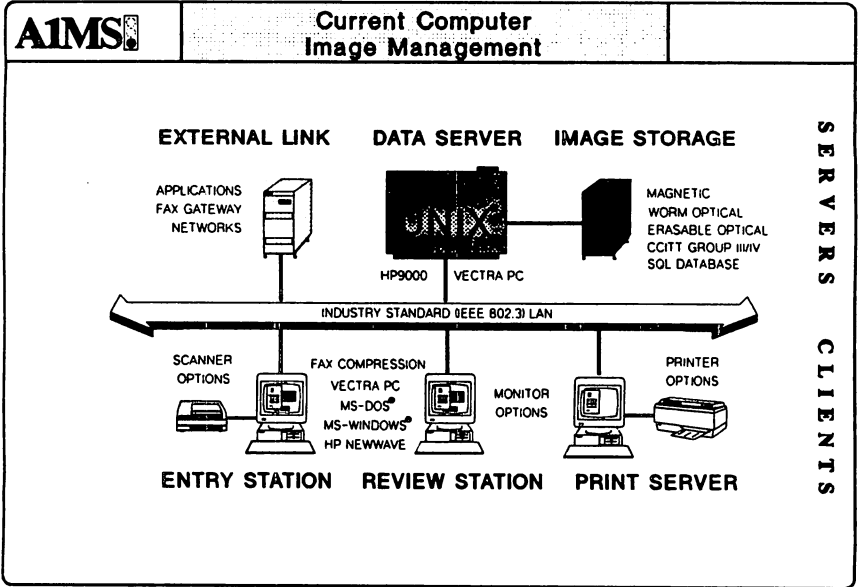 A1MS
Current Computer
Image Management
EXTERNAL LINK
DATA SERVER
IMAGE STORAGE
APPLICATIONS
FAX GATEWAY
NETWORKS
UNIX
MAGNETIC
WORM OPTICAL
ERASABLE OPTICAL
CCITT GROUP III/IV
SQL DATABASE
HP9000
VECTRA PC
SERVERS
INDUSTRY STANDARD (IEEE 802.3) LAN
SCANNER
OPTIONS
FAX COMPRESSION
VECTRA PC
MS-DOS®
MS-WINDOWS®
HP NEWWAVE
MONITOR
OPTIONS
PRINTER
OPTIONS
ENTRY STATION
REVIEW STATION
PRINT SERVER
CLIENTS